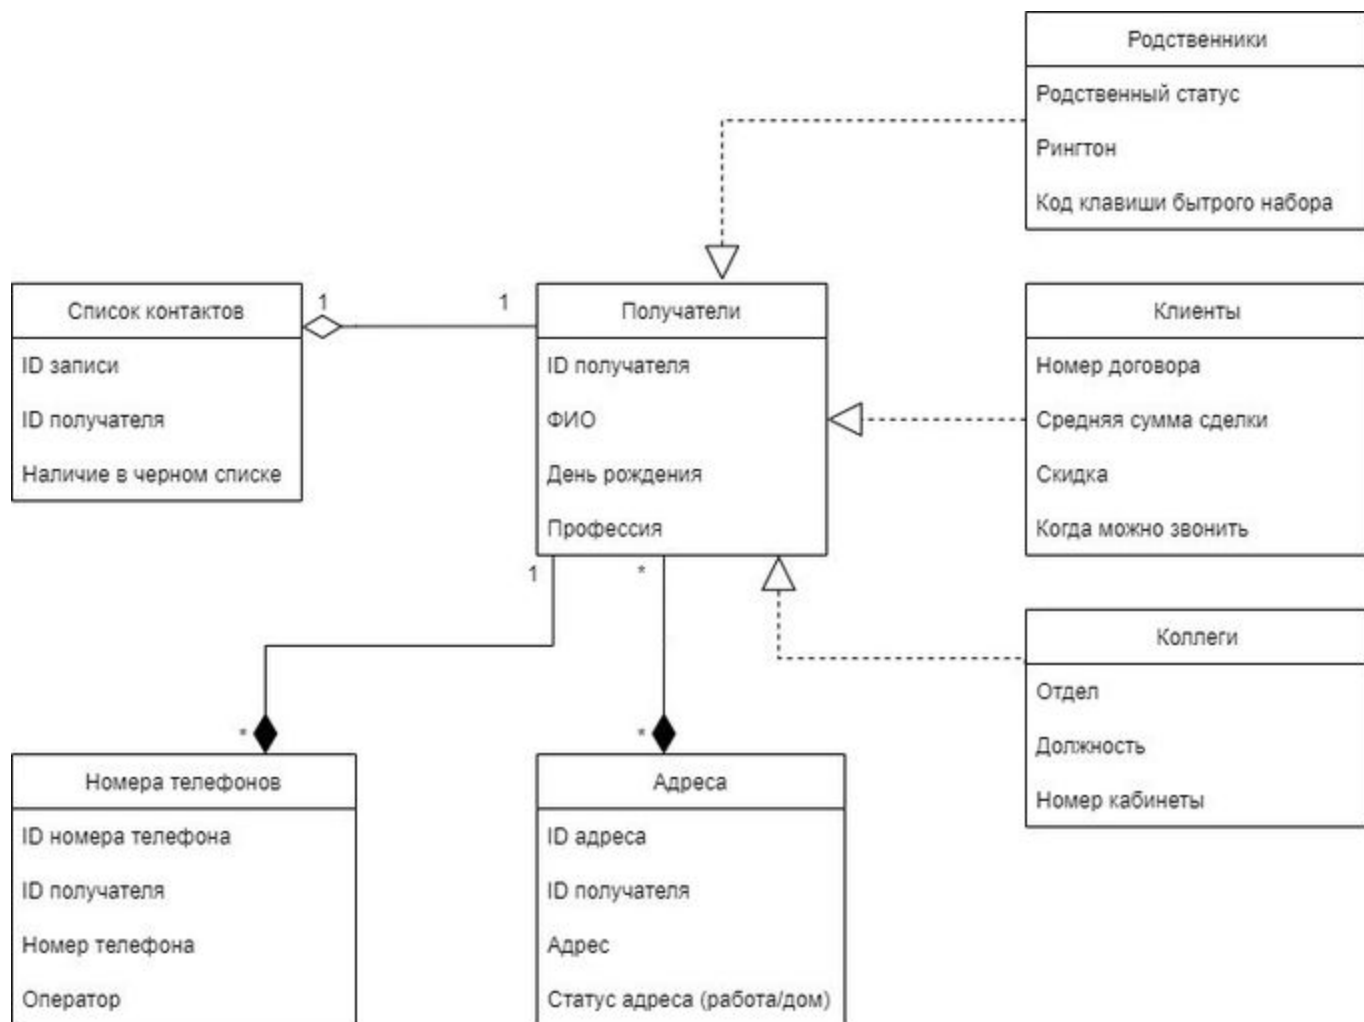 Родственники
Родственный статус
Рингтон
Код клавиши бытрого набора
Список контактов
ID записи
ID получателя
Наличие в черном списке
1
1
Получатели
ID получателя
ФИО
День рождения
Профессия
Клиенты
Номер договора
Средняя сумма сделки
Скидка
Когда можно звонить
1
*
*
*
Коллеги
Отдел
Должность
Номер кабинеты
Номера телефонов
ID номера телефона
ID получателя
Номер телефона
Оператор
Адреса
ID адреса
ID получателя
Адрес
Статус адреса (работа/дом)